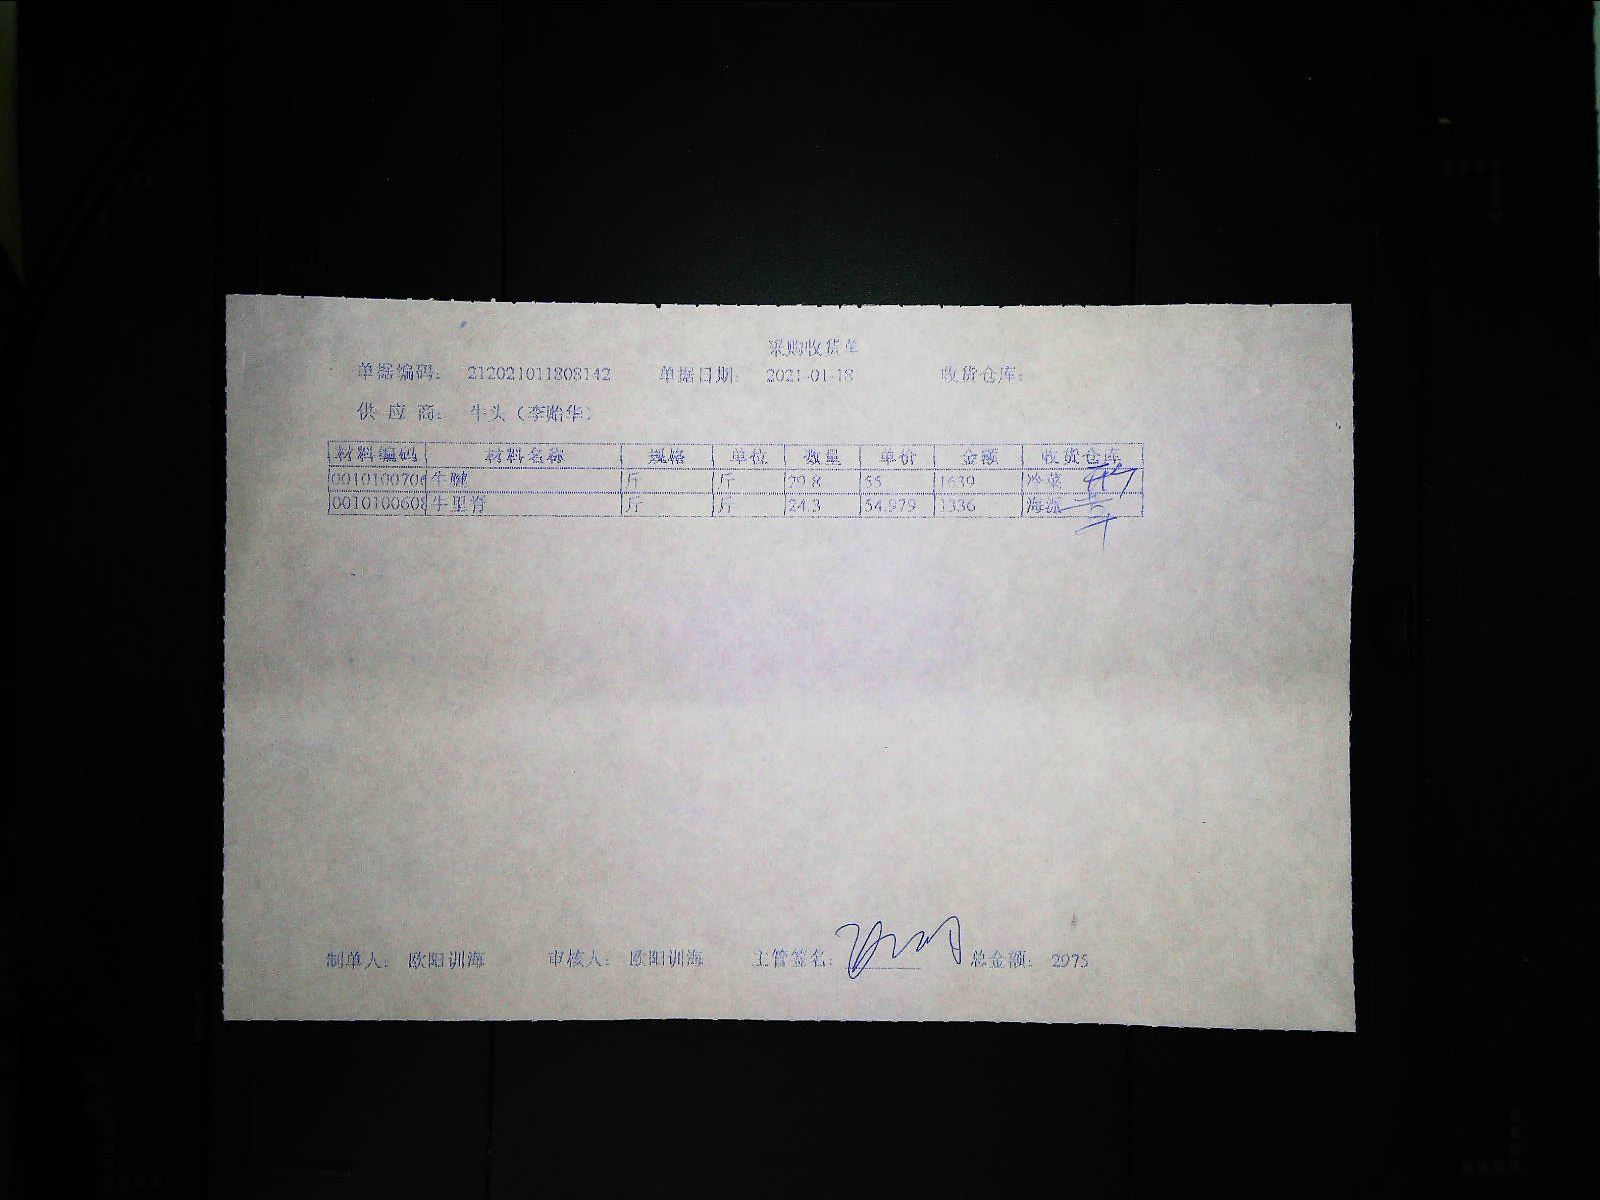 采购收货单
单据编码： 212021011808142 单据日期： 2021-01-18 收货仓库：
供 应 商： 牛头（李贻华）
材料编码 材料名称 规格 单位 数量 单价 金额 收货仓库
0010100706 牛腱 斤 斤 29.8 55 1639 冷菜
0010100608 牛里脊 斤 斤 24.3 54.979 1336 海派
制单人： 欧阳训海 审核人： 欧阳训海 主管签名： 总金额： 2975